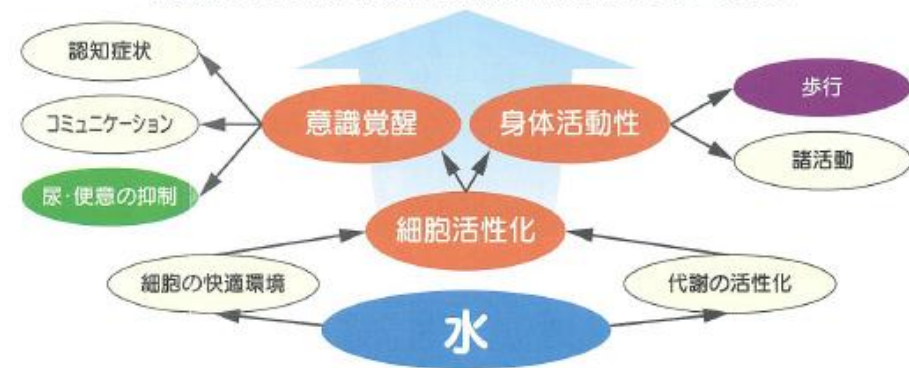 認知症状
コミュニケーション
尿・便意の抑制
意識覚醒
身体活動性
歩行
諸活動
細胞活性化
細胞の快適環境
代謝の活性化
水